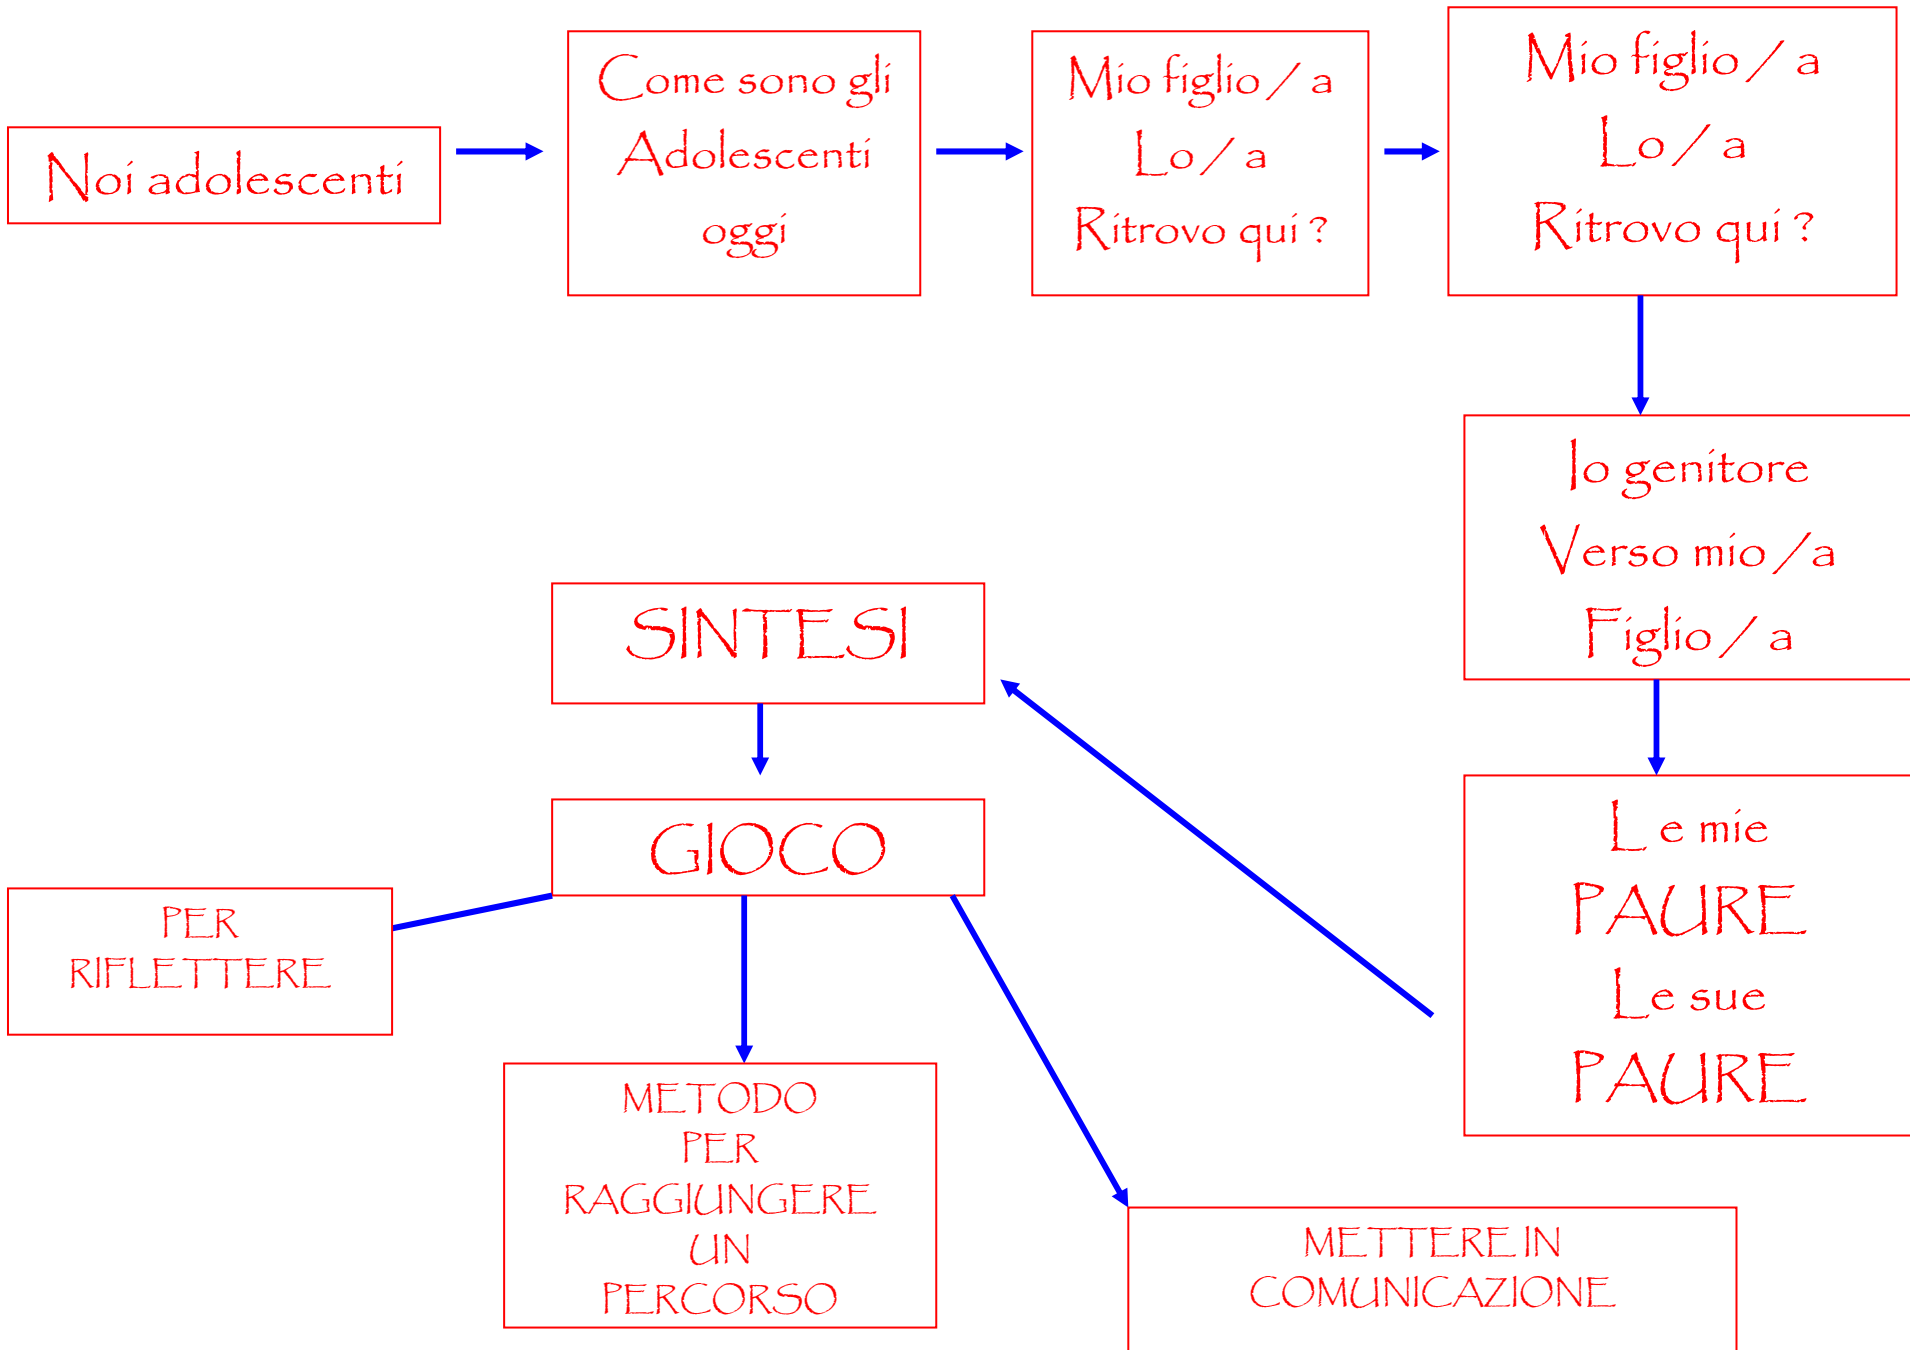 Noi adolescenti
Come sono gli
Adolescenti
oggi
Mio figlio / a
Lo / a
Ritrovo qui ?
Mio figlio / a
Lo / a
Ritrovo qui ?
Io genitore
Verso mio /a
Figlio / a
L e mie
PAURE
Le sue
PAURE
SINTESI
GIOCO
PER
RIFLETTERE
METODO
PER
RAGGIUNGERE
UN
PERCORSO
METTERE IN
COMUNICAZIONE